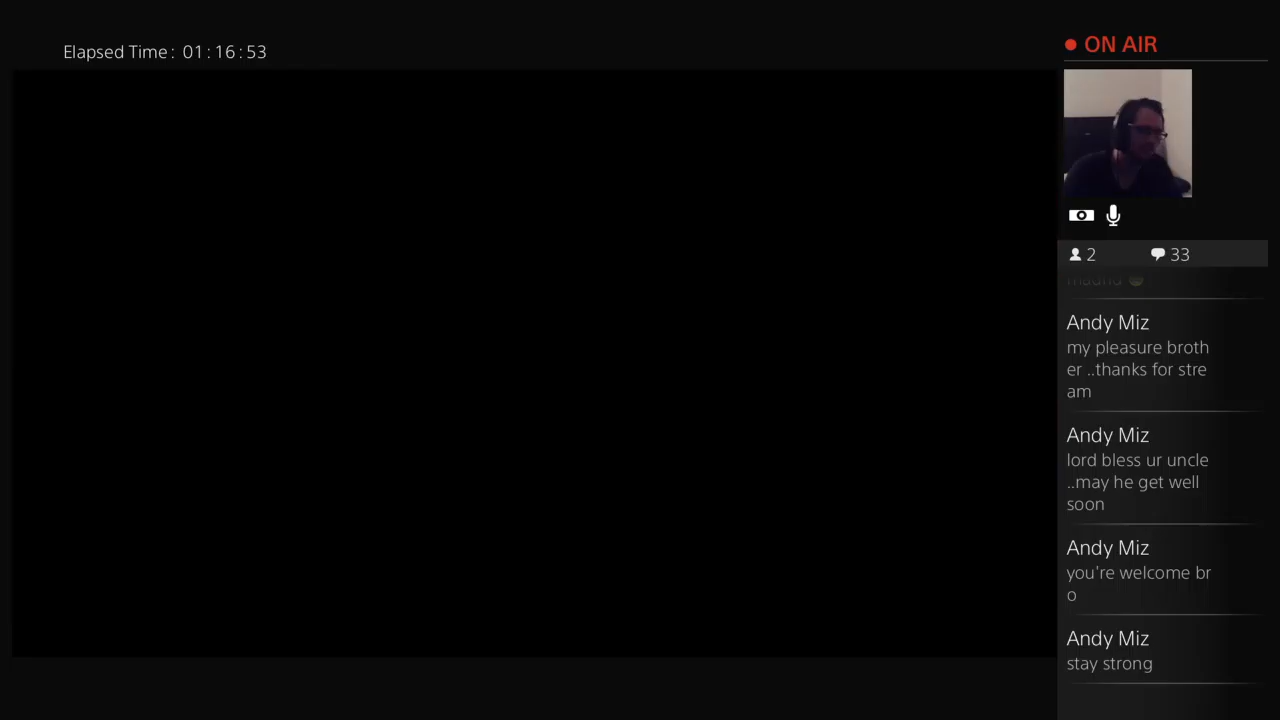 Elapsed Time: 01:16:53
ON AIR
2 33
madrid
Andy Miz
my pleasure broth
er ..thanks for stre
am
Andy Miz
lord bless ur uncle
..may he get well
soon
Andy Miz
you're welcome br
o
Andy Miz
stay strong